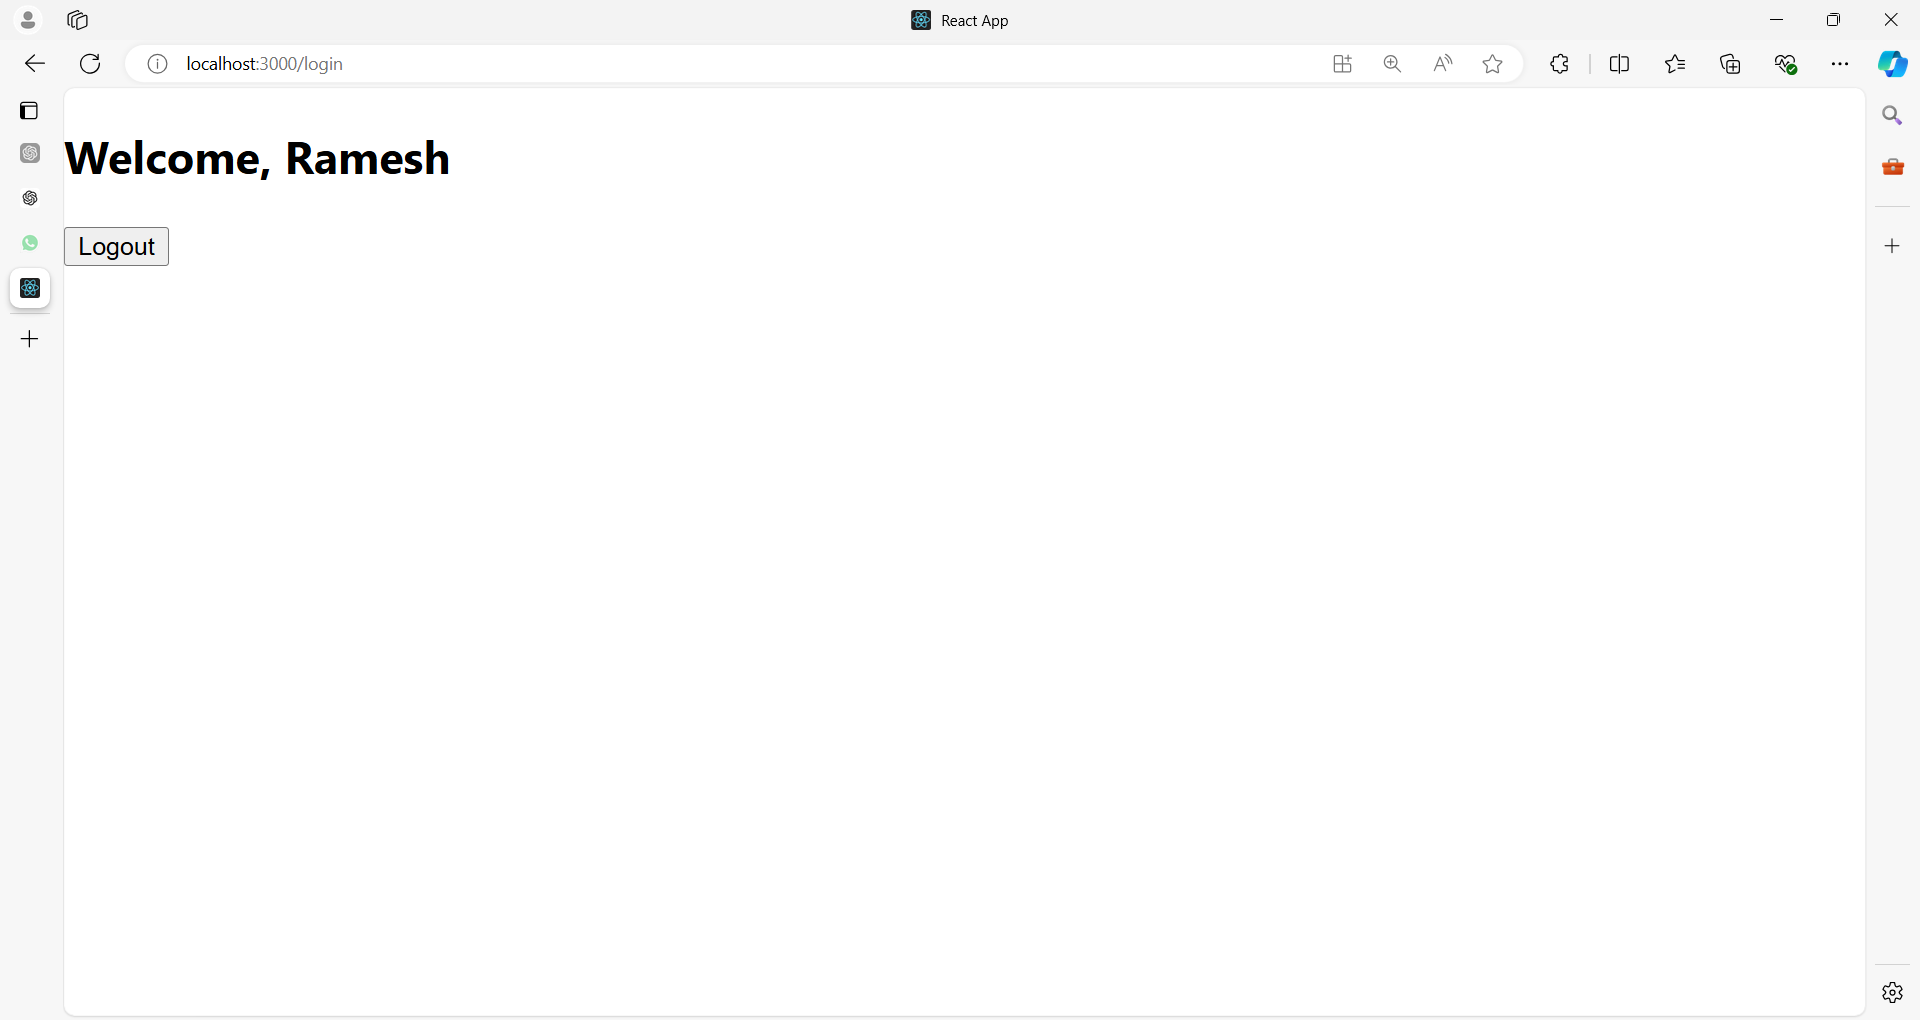 React App
localhost:3000/login
Welcome, Ramesh
Logout